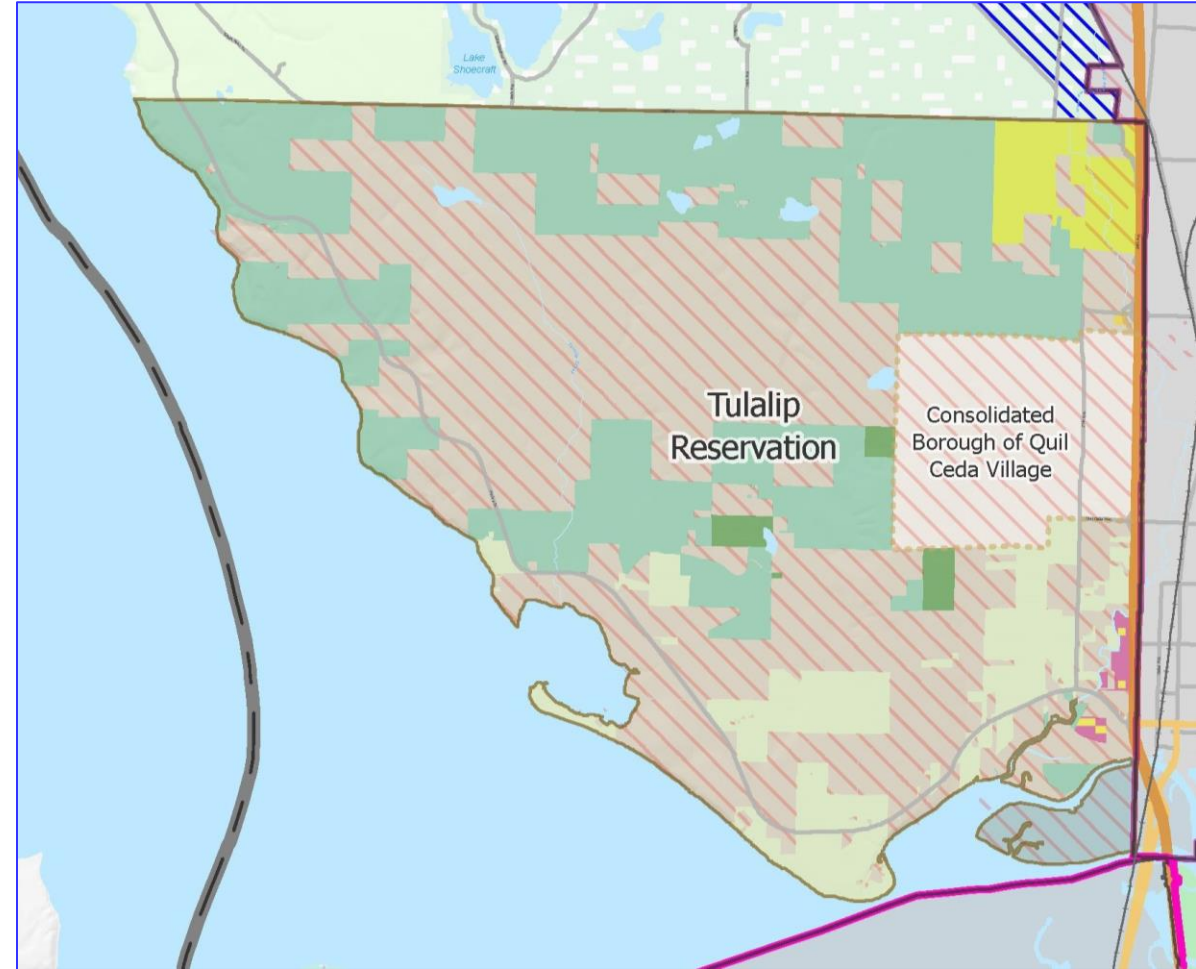 Lake
Shoecraft
Tulalip
Reservation
Consolidated
Borough of Quil
Ceda Village